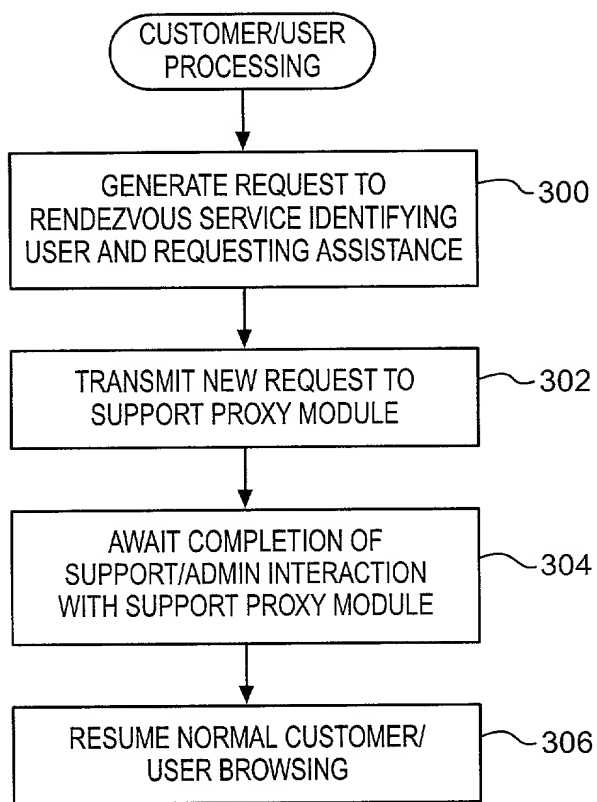 CUSTOMER/USER
PROCESSING
GENERATE REQUEST TO
RENDEZVOUS SERVICE IDENTIFYING
USER AND REQUESTING ASSISTANCE
300
TRANSMIT NEW REQUEST TO
SUPPORT PROXY MODULE
302
AWAIT COMPLETION OF
SUPPORT/ADMIN INTERACTION
WITH SUPPORT PROXY MODULE
304
RESUME NORMAL CUSTOMER/
USER BROWSING
306